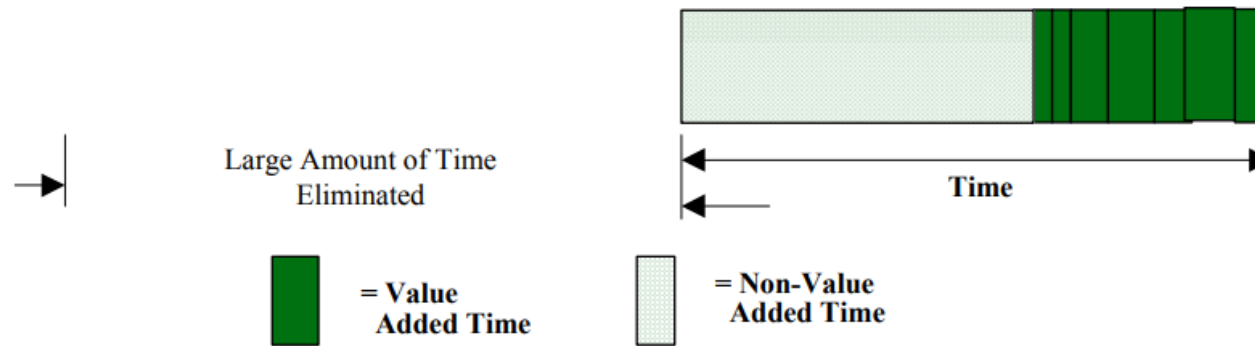 Large Amount of Time
Eliminated
Time
= Value
Added Time
= Non-Value
Added Time